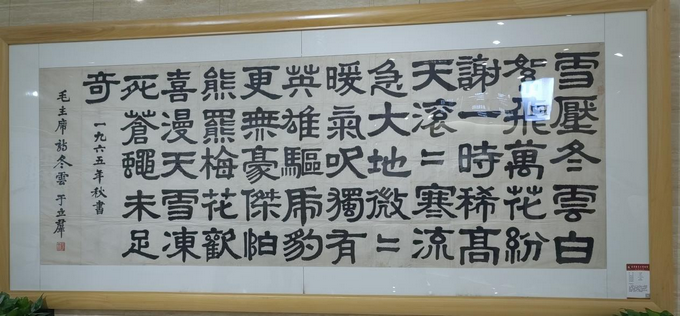 雪壓冬雲白
絮飛萬花紛
謝一時稀高
天滾〻寒流
急大地微〻
暖氣吹獨有
英雄驅虎豹
更無豪傑怕
熊羆梅花歡
喜漫天雪凍
死蒼蠅未足
奇
一九六五年秋書
毛主席詩冬雲 于立群